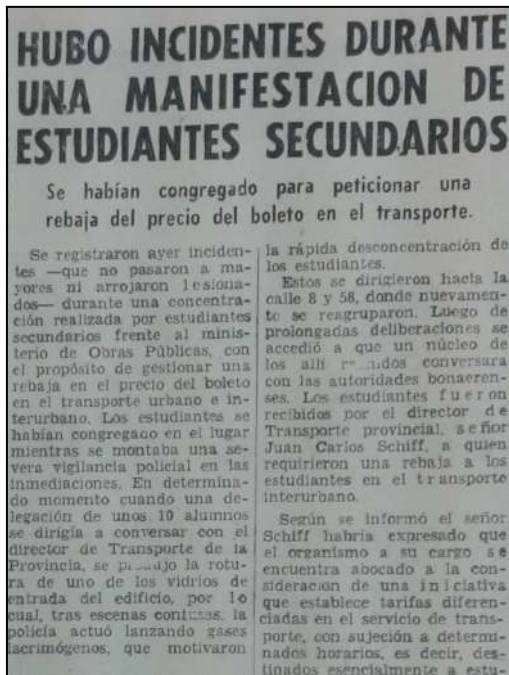 HUBO INCIDENTES DURANTE
UNA MANIFESTACION DE
ESTUDIANTES SECUNDARIOS
Se habían congregado para peticionar una
rebaja del precio del boleto en el transporte.
Se registraron ayer inciden-
tes —que no pasaron a ma-
yores ni arrojaron lesiona-
dos— durante una concentra-
ción realizada por estudiantes
secundarios frente al minis-
terio de Obras Públicas, con
el propósito de gestionar una
rebaja en el precio del boleto
en el transporte urbano e in-
terurbano. Los estudiantes se
habían congregado en el lugar
mientras se montaba una se-
vera vigilancia policial en las
inmediaciones. En determina-
do momento cuando una de-
legación de unos 10 alumnos
se dirigía a conversar con el
director de Transporte de la
Provincia, se produjo la rotu-
ra de uno de los vidrios de
entrada del edificio, por lo
cual, tras escenas confusas, la
policía actuó lanzando gases
lacrimógenos, que motivaron
la rápida desconcentración de
los estudiantes.
Estos se dirigieron hacia la
calle 8 y 58, donde nuevamen-
te se reagruparon. Luego de
prolongadas deliberaciones se
accedió a que un núcleo de
los allí reunidos conversara
con las autoridades bonaeren-
ses. Los estudiantes fueron
recibidos por el director de
Transporte provincial, señor
Juan Carlos Schiff, a quien
requirieron una rebaja a los
estudiantes en el transporte
interurbano.
Según se informó el señor
Schiff habría expresado que
el organismo a su cargo se
encuentra abocado a la con-
sideración de una iniciativa
que establece tarifas diferen-
ciadas en el servicio de trans-
porte, con sujeción a determi-
nados horarios, es decir, des-
tinados esencialmente a estu-